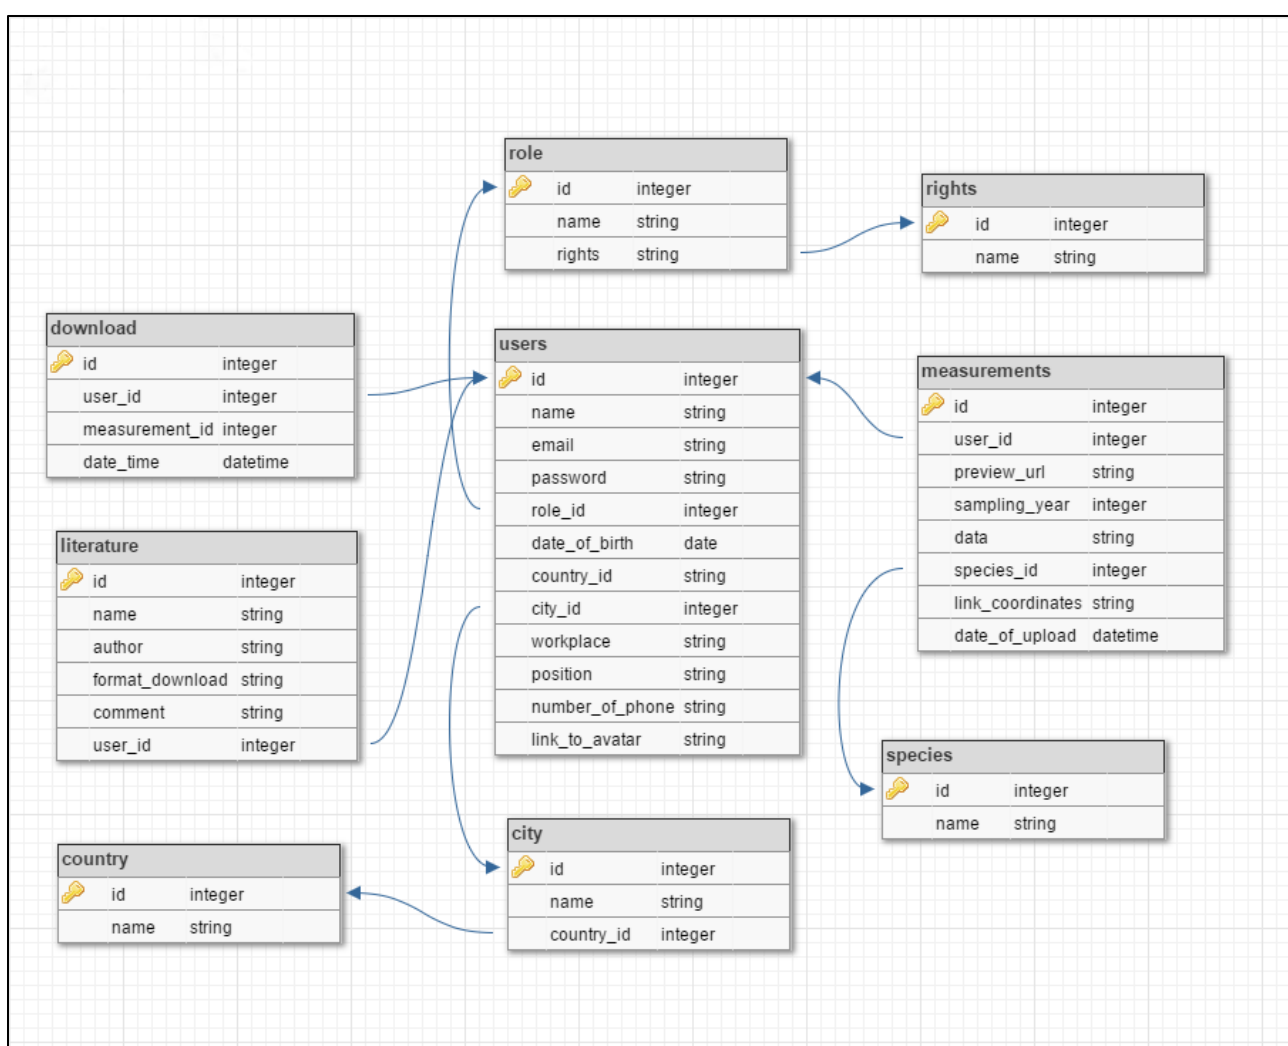 role
id integer
name string
rights string
rights
id integer
name string
download
id integer
user_id integer
measurement_id integer
date_time datetime
users
id integer
name string
email string
password string
role_id integer
date_of_birth date
country_id string
city_id integer
workplace string
position string
number_of_phone string
link_to_avatar string
measurements
id integer
user_id integer
preview_url string
sampling_year integer
data string
species_id integer
link_coordinates string
date_of_upload datetime
literature
id integer
name string
author string
format_download string
comment string
user_id integer
species
id integer
name string
country
id integer
name string
city
id integer
name string
country_id integer